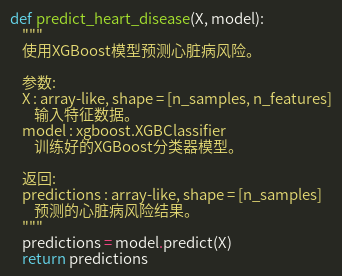 def predict_heart_disease(X, model):
    """
    使用XGBoost模型预测心脏病风险。

    参数:
    X : array-like, shape = [n_samples, n_features]
        输入特征数据。
    model : xgboost.XGBClassifier
        训练好的XGBoost分类器模型。

    返回:
    predictions : array-like, shape = [n_samples]
        预测的心脏病风险结果。
    """
    predictions = model.predict(X)
    return predictions